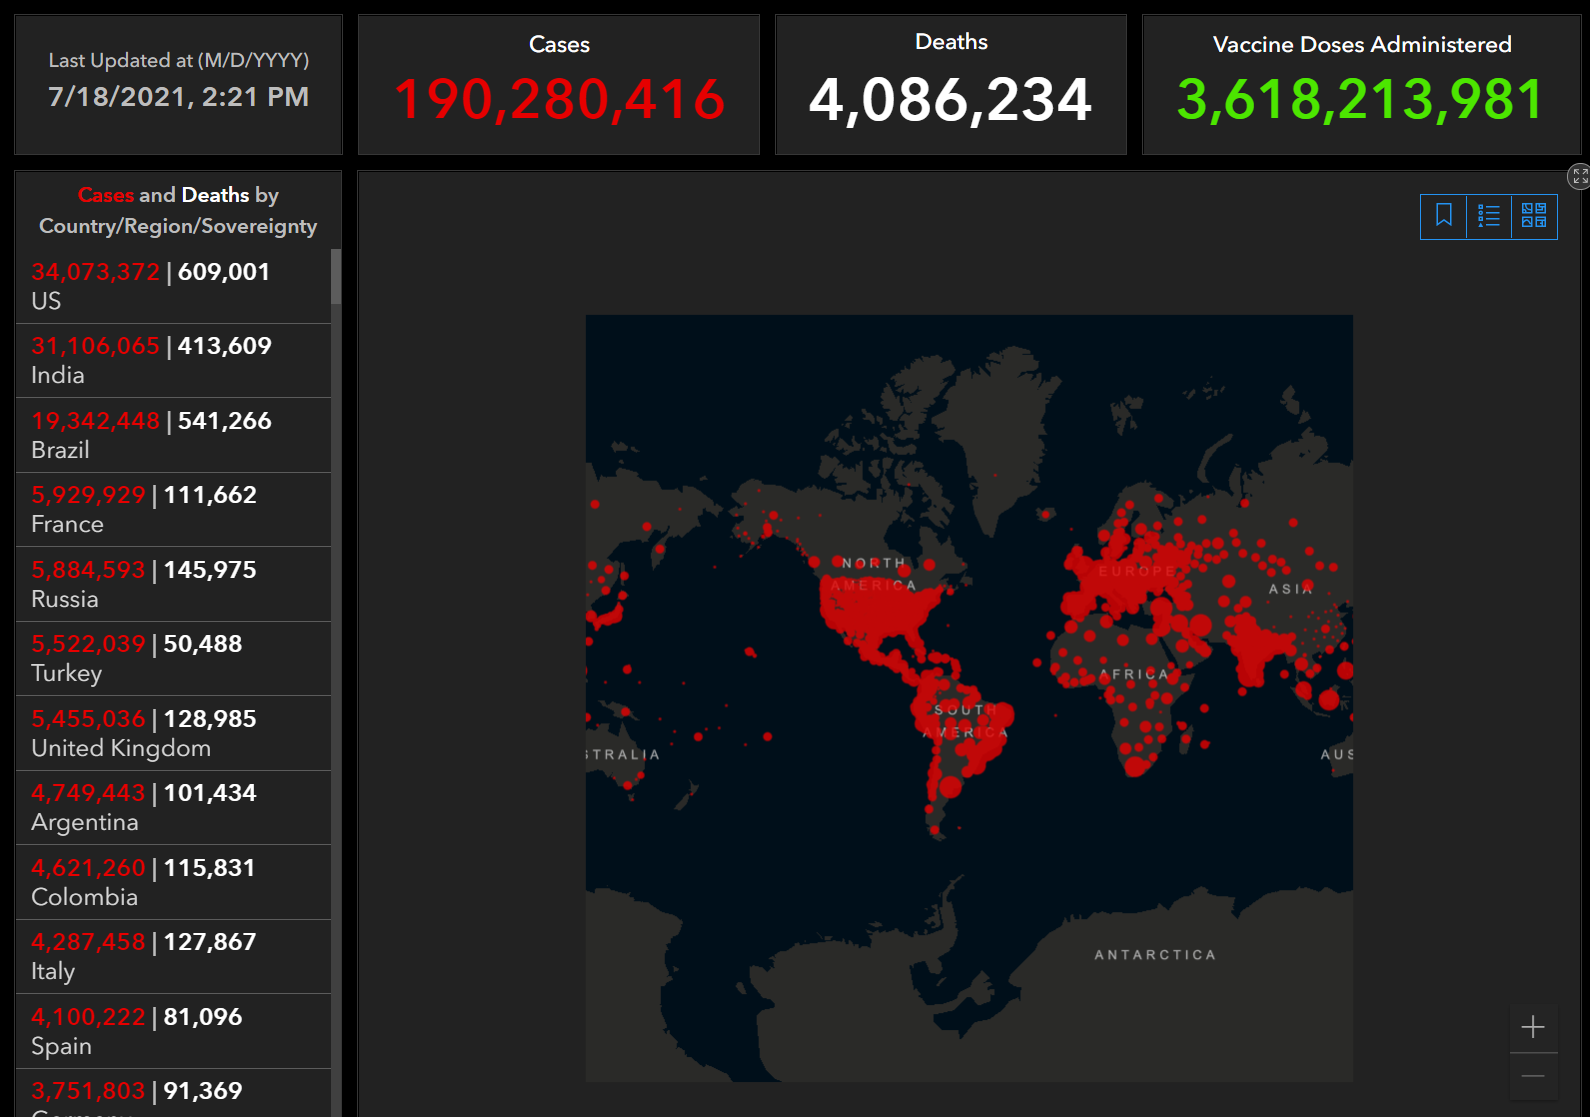 Last Updated at (M/D/YYYY)
7/18/2021, 2:21 PM
Cases
190,280,416
Deaths
4,086,234
Vaccine Doses Administered
3,618,213,981
Cases and Deaths by
Country/Region/Sovereignty
34,073,372 | 609,001
US
31,106,065 | 413,609
India
19,342,448 | 541,266
Brazil
5,929,929 | 111,662
France
5,884,593 | 145,975
Russia
5,522,039 | 50,488
Turkey
5,455,036 | 128,985
United Kingdom
4,749,443 | 101,434
Argentina
4,621,260 | 115,831
Colombia
4,287,458 | 127,867
Italy
4,100,222 | 81,096
Spain
3,751,803 | 91,369
Germany
NORTH
AMERICA
EUROPE
ASIA
AFRICA
SOUTH
AMERICA
STRALIA
AUS
ANTARCTICA